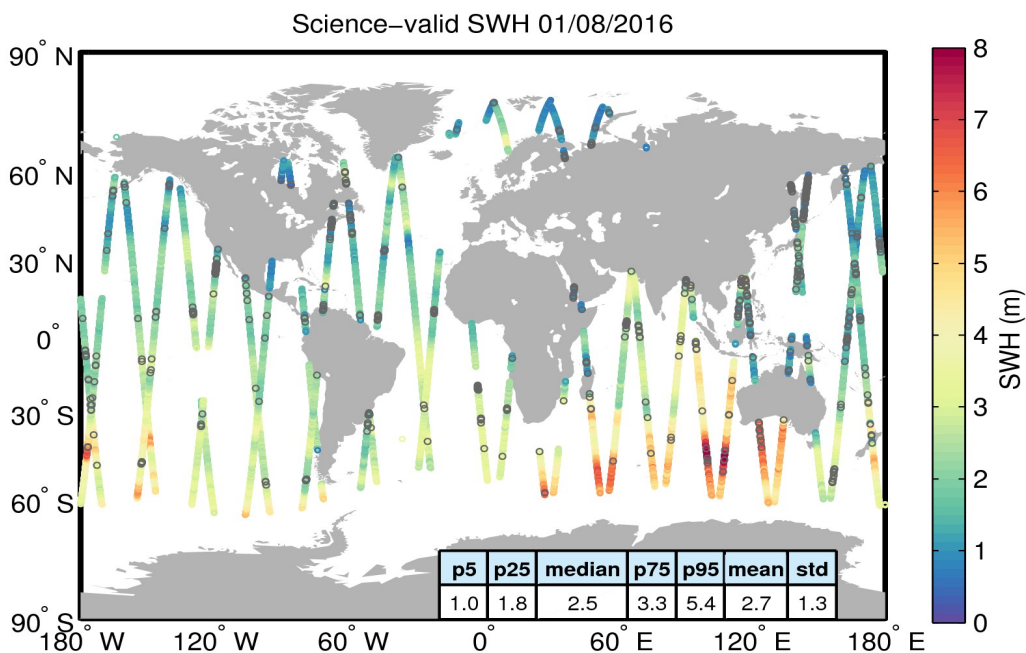 Science−valid SWH 01/08/2016
90° N
60° N
30° N
0°
30° S
60° S
90° S
180° W
120° W
60° W
0°
60° E
120° E
180° E
p5 p25 median p75 p95 mean std
1.0 1.8 2.5 3.3 5.4 2.7 1.3
8
7
6
5
4
3
2
1
0
SWH (m)